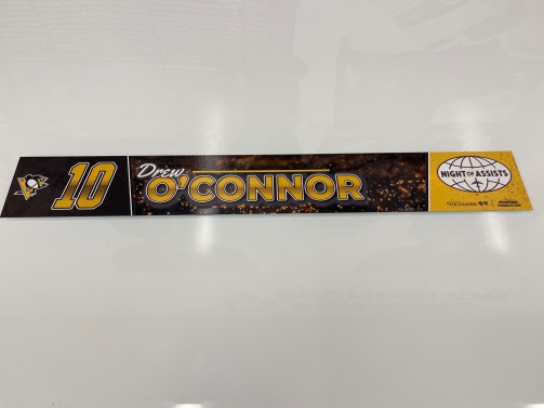 10
Drew
O'CONNOR
NIGHT OF ASSISTS